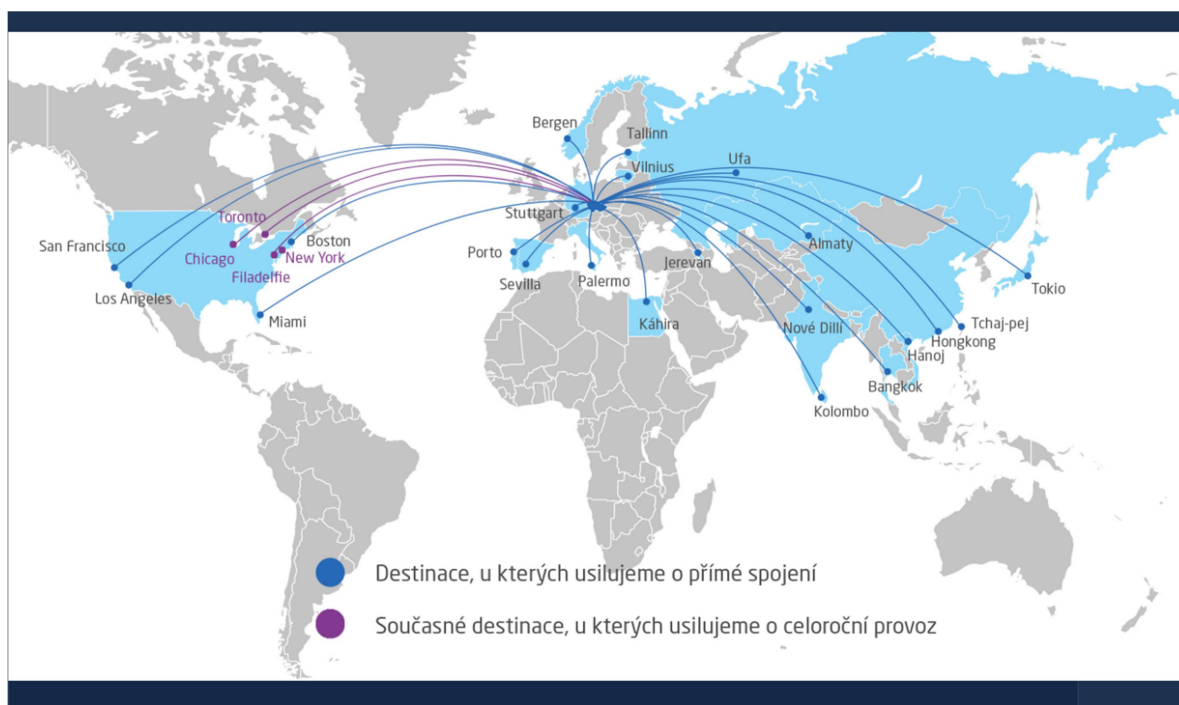 Bergen
Tallinn
Vilnius
Ufa
Stuttgart
Toronto
San Francisco
Boston
Chicago
New York
Filadelfie
Los Angeles
Miami
Porto
Sevilla
Palermo
Jerevan
Káhira
Almaty
Nové Dillí
Tokio
Tchaj-pej
Hongkong
Hanoj
Bangkok
Kolombo
Destinace, u kterých usilujeme o přímé spojení
Současné destinace, u kterých usilujeme o celoroční provoz